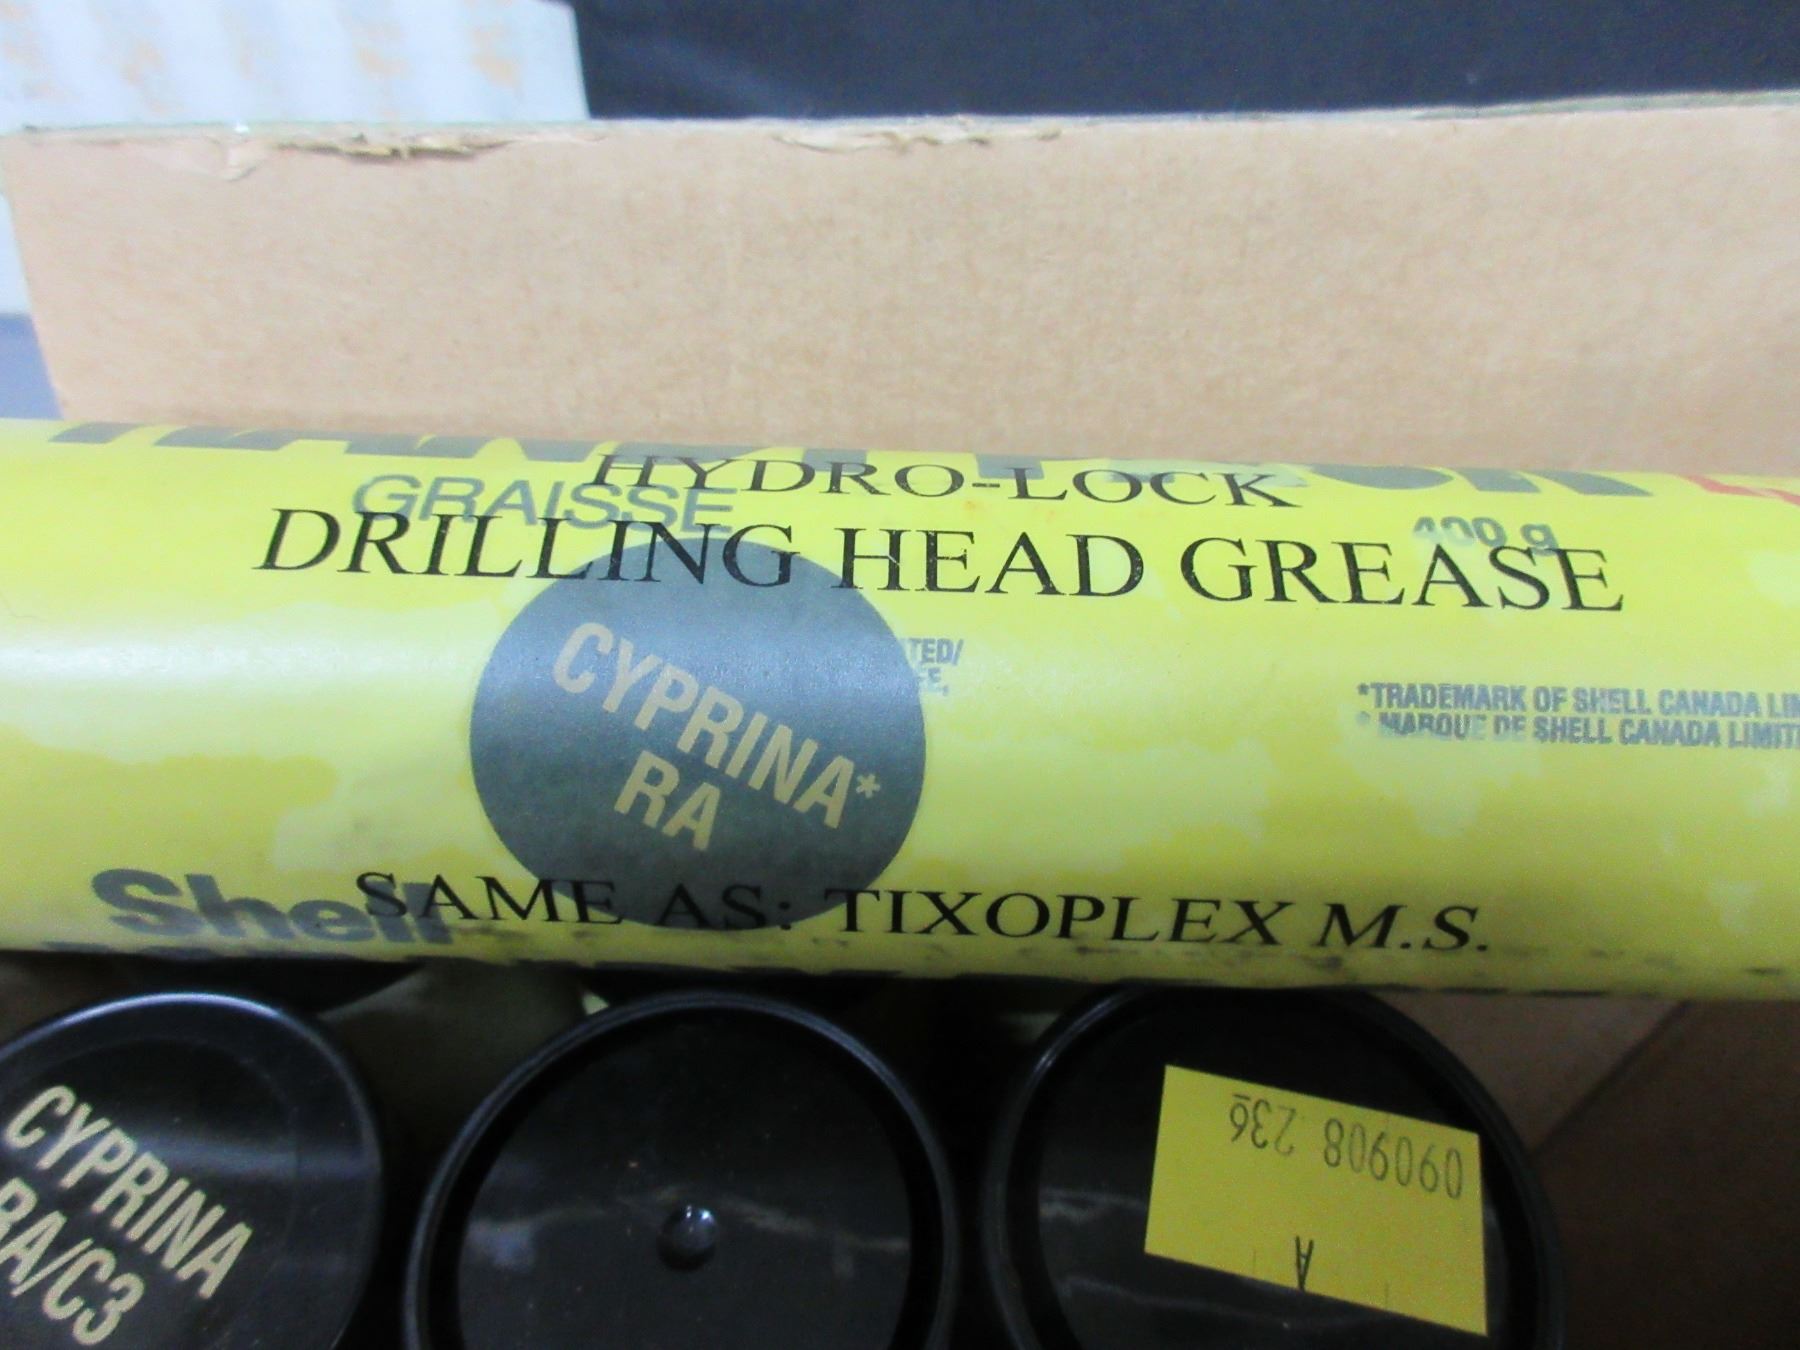 HYDRO-LOCK
GRAISSE
400 g
DRILLING HEAD GREASE
TED/
E,
CYPRINA*
RA
*TRADEMARK OF SHELL CANADA LIM
* MARQUE DE SHELL CANADA LIMIT
Shell
SAME AS: TIXOPLEX M.S.
CYPRINA
RA/C3
090908 236
A